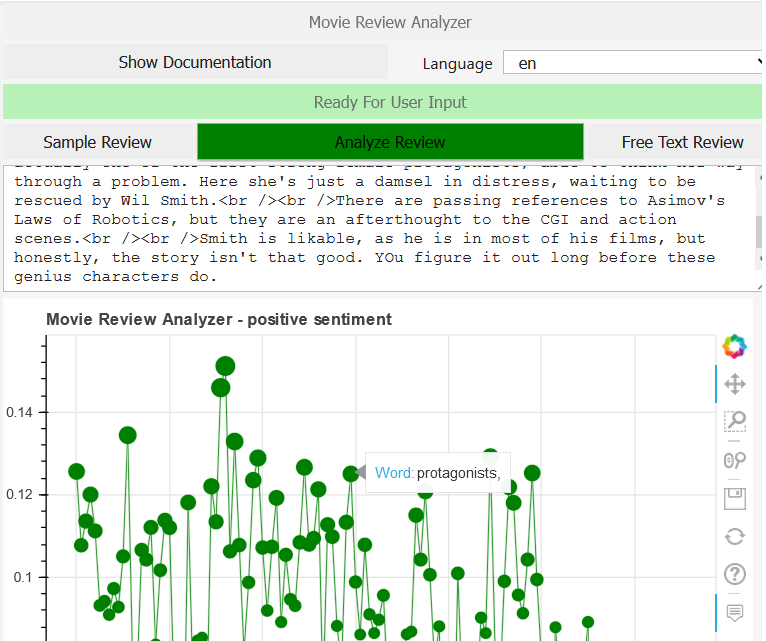 Movie Review Analyzer
Show Documentation
Language
en
Ready For User Input
Sample Review
Analyze Review
Free Text Review
through a problem. Here she's just a damsel in distress, waiting to be
rescued by Wil Smith.<br /><br />There are passing references to Asimov's
Laws of Robotics, but they are an afterthought to the CGI and action
scenes.<br /><br />Smith is likable, as he is in most of his films, but
honestly, the story isn't that good. YOu figure it out long before these
genius characters do.
Movie Review Analyzer - positive sentiment
0.14
Word: protagonists,
0.12
0.1